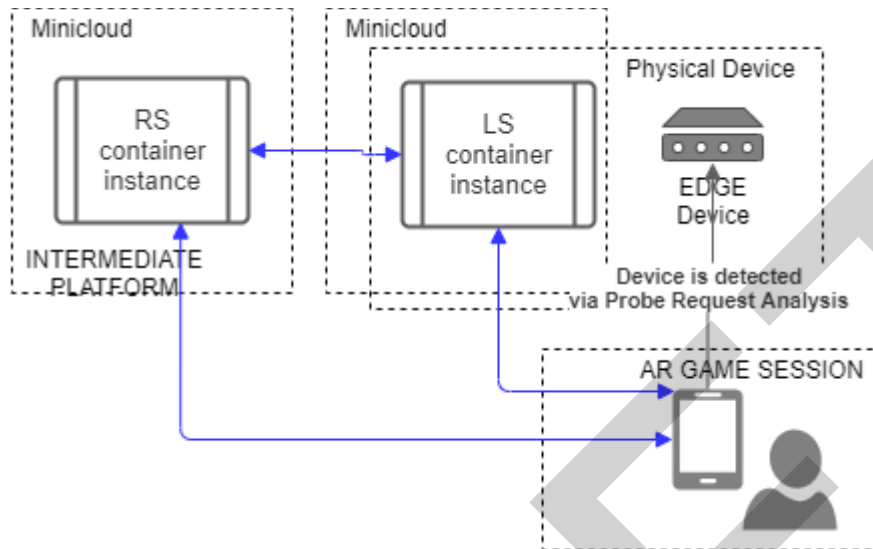 Minicloud
RS
container
instance
INTERMEDIATE
PLATFORM
Minicloud
LS
container
instance
Physical Device
EDGE
Device
Device is detected
via Probe Request Analysis
AR GAME SESSION